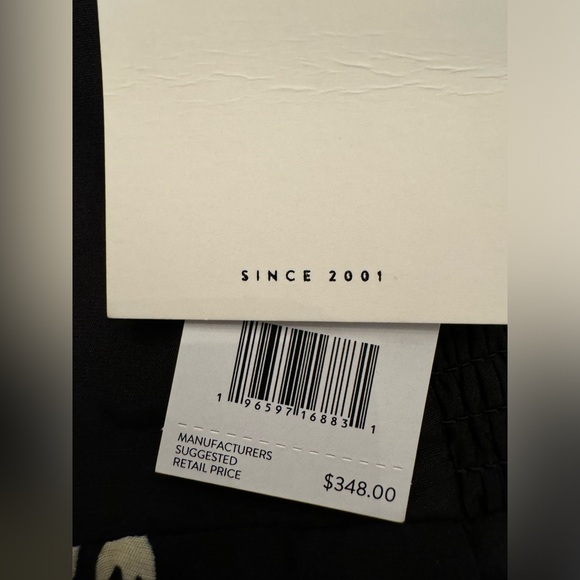 SINCE 2001
1 96597 16883 1
MANUFACTURERS
SUGGESTED
RETAIL PRICE
$348.00